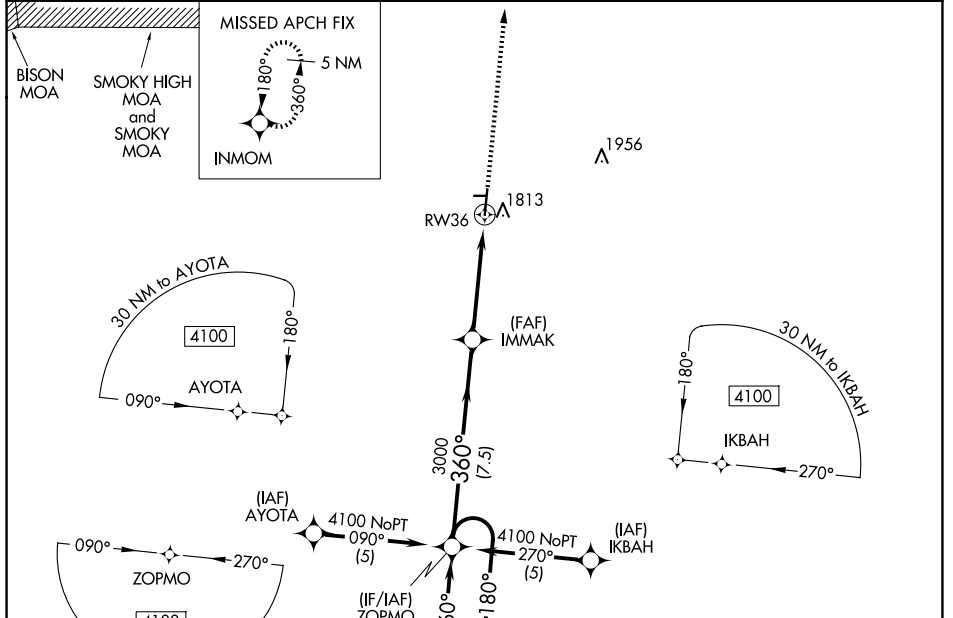 MISSED APCH FIX
5 NM
180°
360°
INMOM
BISON
MOA
SMOKY HIGH
MOA
and
SMOKY
MOA
1956
1813
RW36
30 NM to AYOTA
4100
180°
AYOTA
090°
(FAF)
IMMAK
30 NM to IKBAH
180°
4100
IKBAH
270°
3000
360°
(7.5)
(IAF)
AYOTA
4100 NoPT
090°
(5)
4100 NoPT
270°
(5)
(IAF)
IKBAH
090°
270°
ZOPMO
4100
(IF/IAF)
ZOPMO
180°